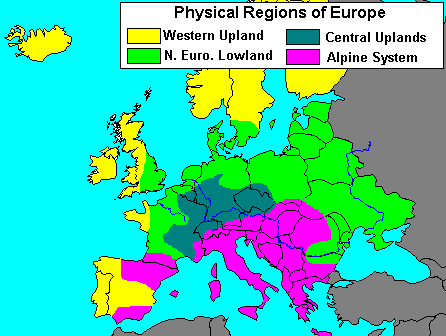 Physical Regions of Europe
Western Upland
Central Uplands
N. Euro. Lowland
Alpine System